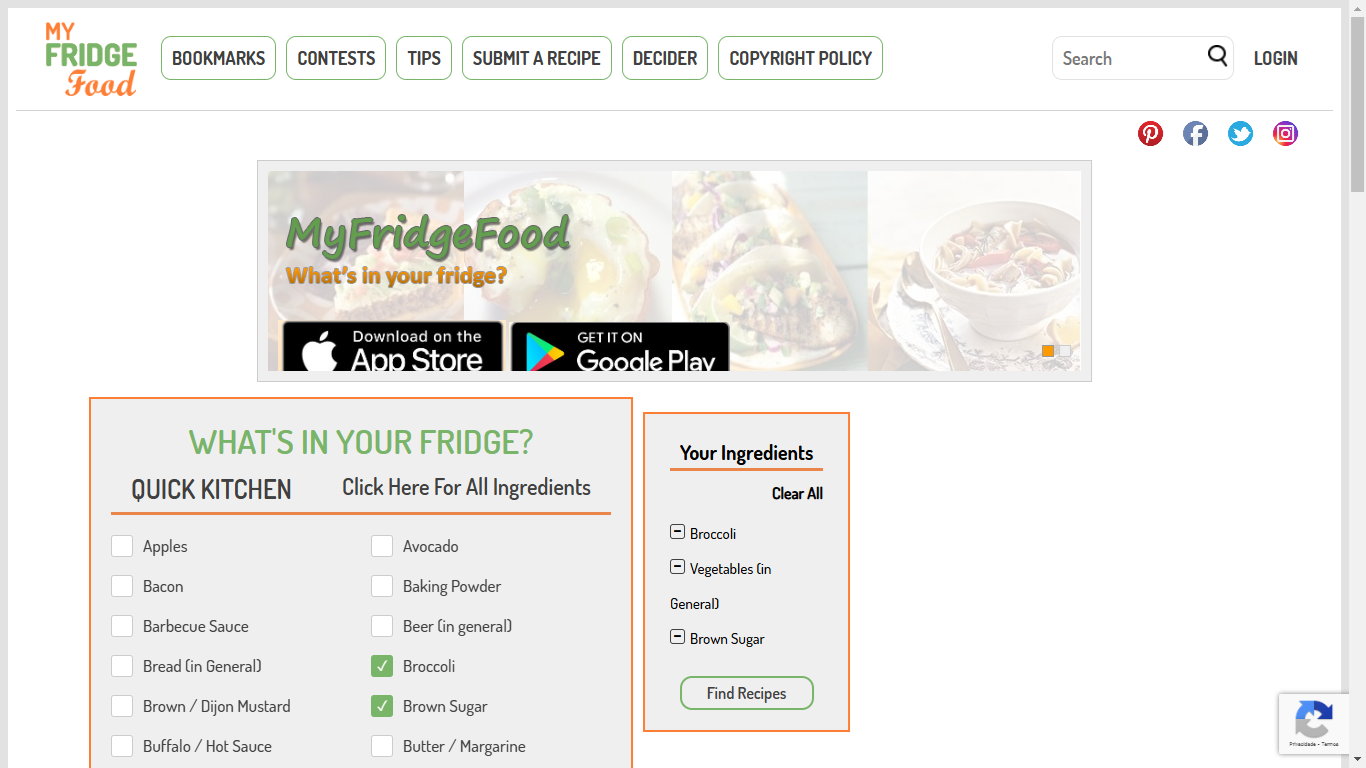 MY
FRIDGE
Food
BOOKMARKS
CONTESTS
TIPS
SUBMIT A RECIPE
DECIDER
COPYRIGHT POLICY
Search
LOGIN
MyFridgeFood
What's in your fridge?
Download on the
App Store
GET IT ON
Google Play
WHAT'S IN YOUR FRIDGE?
QUICK KITCHEN
Click Here For All Ingredients
Apples
Avocado
Bacon
Baking Powder
Barbecue Sauce
Beer (in general)
Bread (in General)
Broccoli
Brown / Dijon Mustard
Brown Sugar
Buffalo / Hot Sauce
Butter / Margarine
Your Ingredients
Clear All
Broccoli
Vegetables (in
General)
Brown Sugar
Find Recipes
Privacidade - Termos